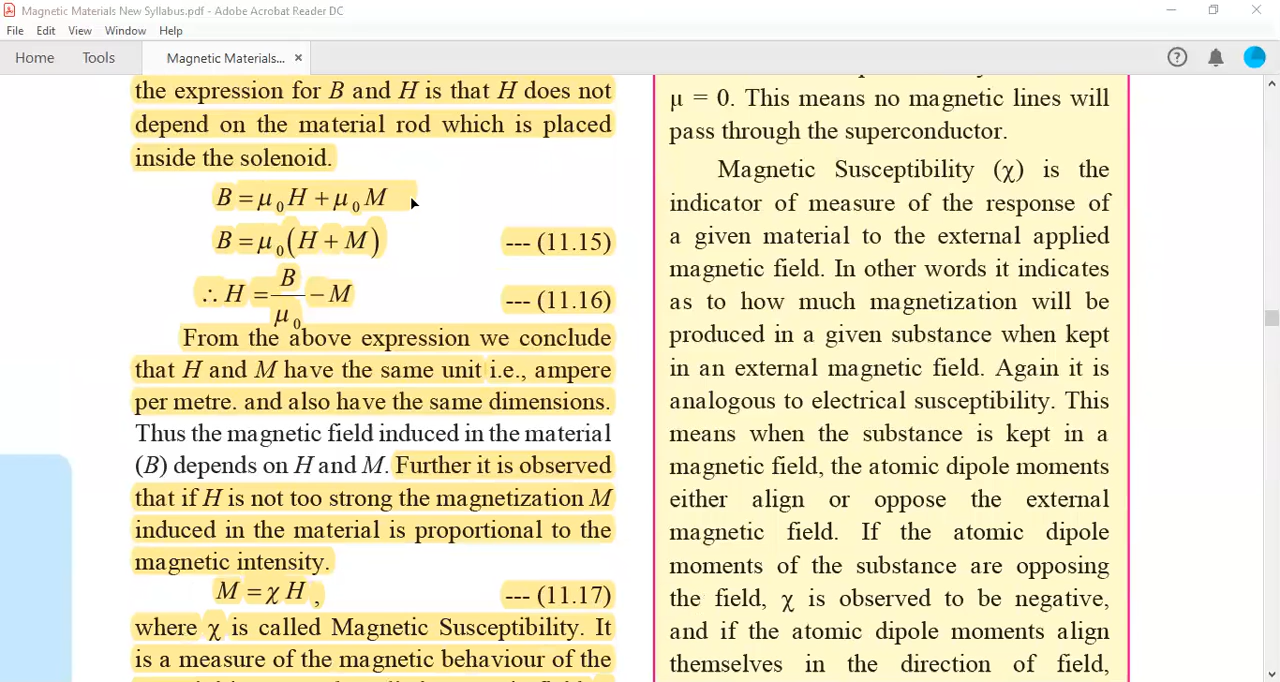 Magnetic Materials New Syllabus.pdf - Adobe Acrobat Reader DC
File Edit View Window Help
Home Tools Magnetic Materials... ×
the expression for B and H is that H does not
depend on the material rod which is placed
inside the solenoid.
B = μ₀H + μ₀M
B = μ₀(H + M) --- (11.15)
∴ H = B/μ₀ − M --- (11.16)
From the above expression we conclude
that H and M have the same unit i.e., ampere
per metre. and also have the same dimensions.
Thus the magnetic field induced in the material
(B) depends on H and M. Further it is observed
that if H is not too strong the magnetization M
induced in the material is proportional to the
magnetic intensity.
M = χ H , --- (11.17)
where χ is called Magnetic Susceptibility. It
is a measure of the magnetic behaviour of the
μ = 0. This means no magnetic lines will
pass through the superconductor.
Magnetic Susceptibility (χ) is the
indicator of measure of the response of
a given material to the external applied
magnetic field. In other words it indicates
as to how much magnetization will be
produced in a given substance when kept
in an external magnetic field. Again it is
analogous to electrical susceptibility. This
means when the substance is kept in a
magnetic field, the atomic dipole moments
either align or oppose the external
magnetic field. If the atomic dipole
moments of the substance are opposing
the field, χ is observed to be negative,
and if the atomic dipole moments align
themselves in the direction of field,